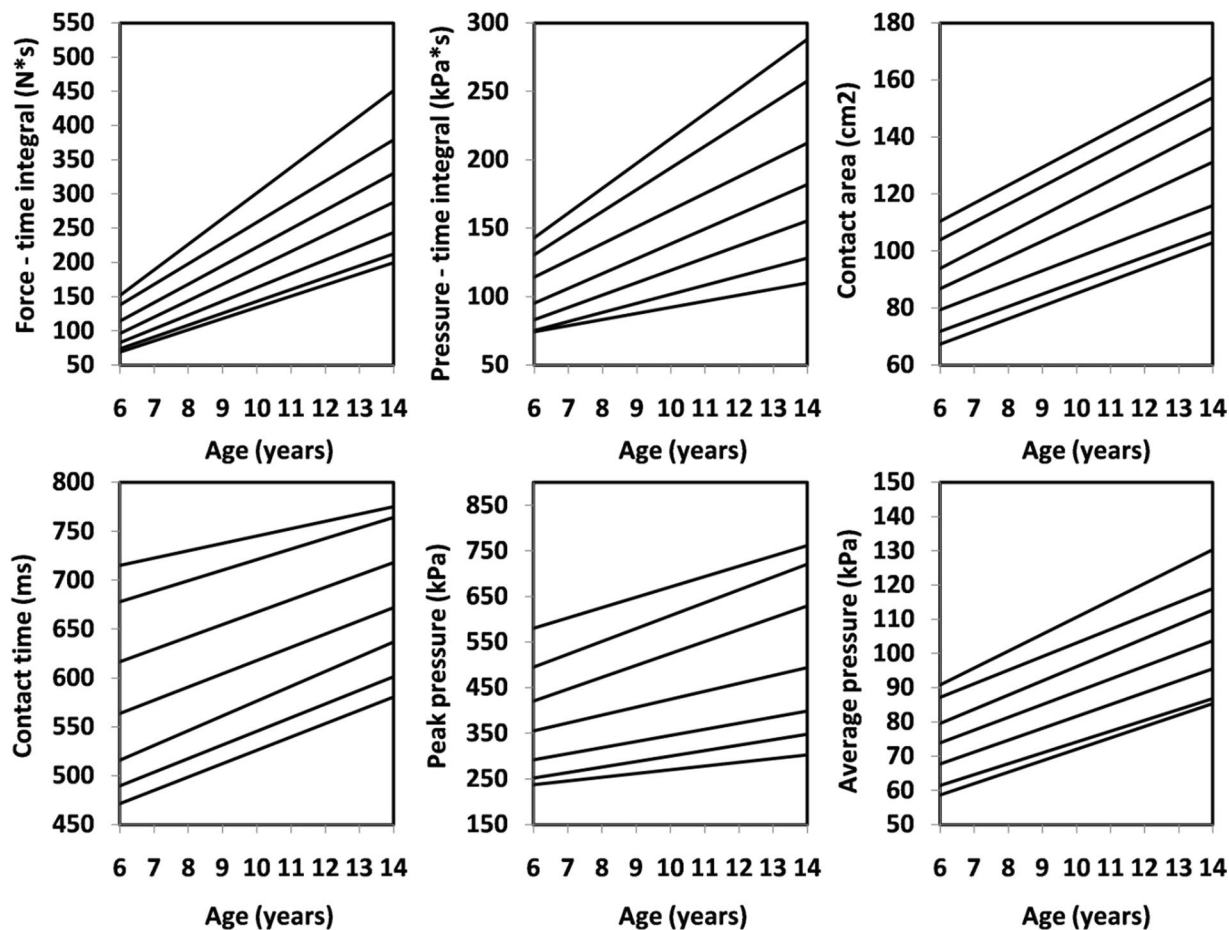 Force - time integral (N*s)
550
500
450
400
350
300
250
200
150
100
50
6 7 8 9 10 11 12 13 14
Age (years)
Pressure - time integral (kPa*s)
300
250
200
150
100
50
6 7 8 9 10 11 12 13 14
Age (years)
Contact area (cm2)
180
160
140
120
100
80
60
6 7 8 9 10 11 12 13 14
Age (years)
Contact time (ms)
800
750
700
650
600
550
500
450
6 7 8 9 10 11 12 13 14
Age (years)
Peak pressure (kPa)
850
750
650
550
450
350
250
150
6 7 8 9 10 11 12 13 14
Age (years)
Average pressure (kPa)
150
140
130
120
110
100
90
80
70
60
50
6 7 8 9 10 11 12 13 14
Age (years)